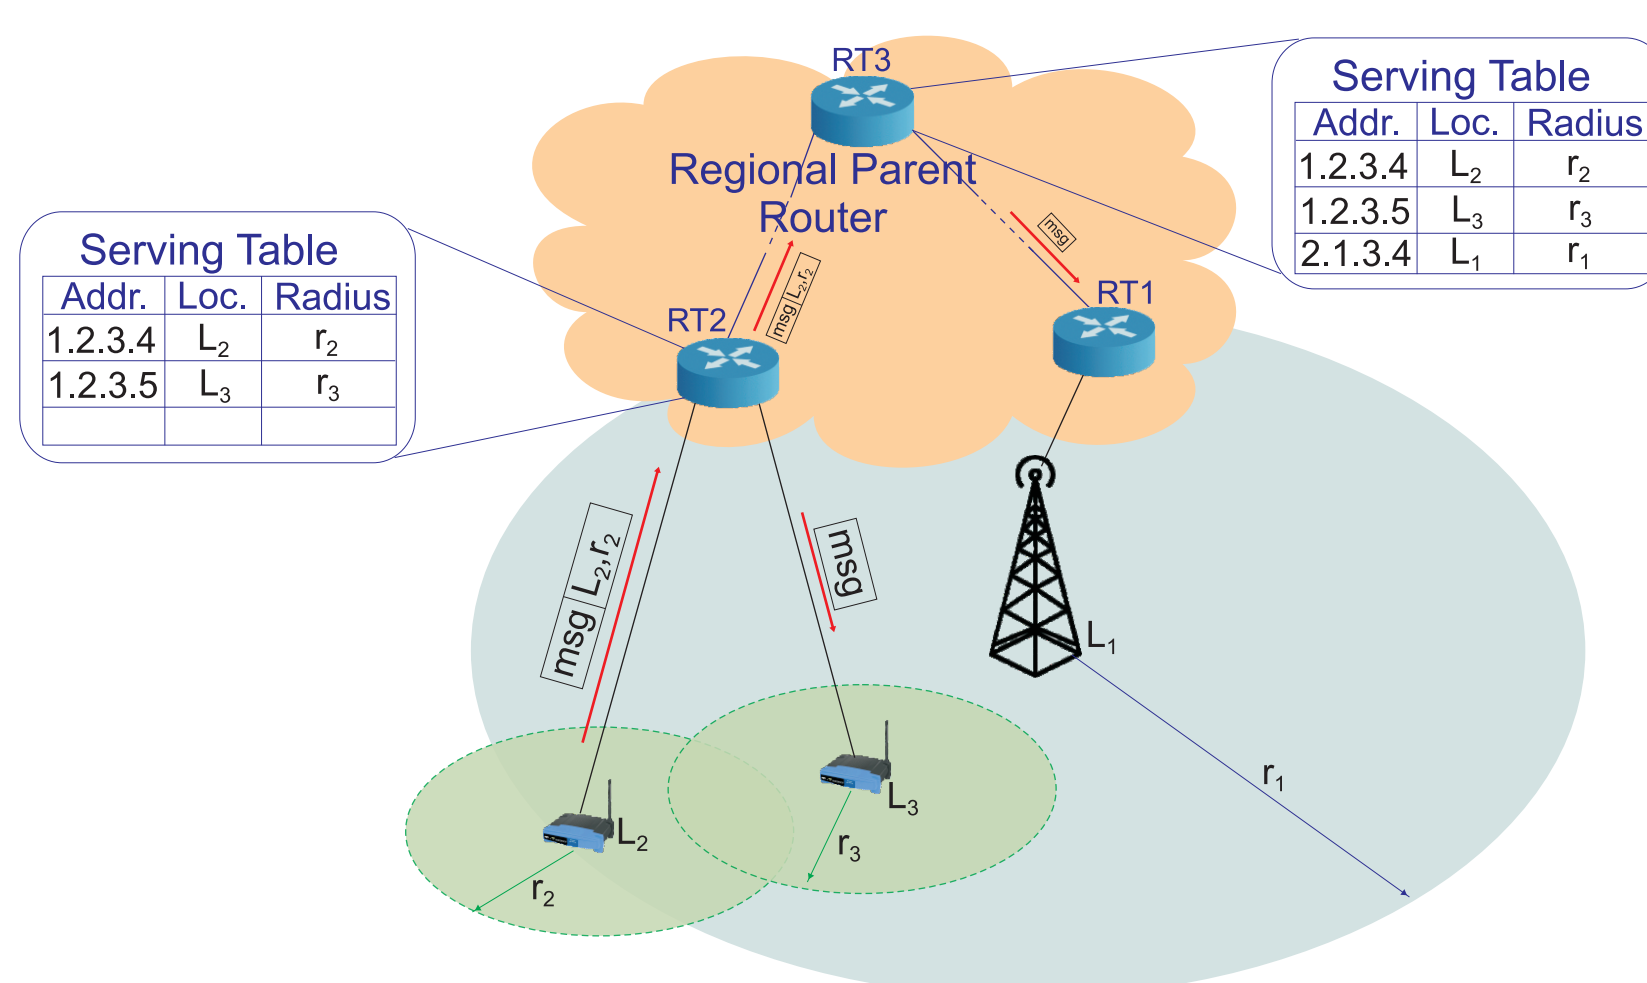 RT3
Regional Parent
Router
Serving Table
Addr. Loc. Radius
1.2.3.4 L2 r2
1.2.3.5 L3 r3
2.1.3.4 L1 r1
Serving Table
Addr. Loc. Radius
1.2.3.4 L2 r2
1.2.3.5 L3 r3
RT2
msg L2,r2
msg
RT1
msg L2,r2
msg
L1
r1
L2
r2
L3
r3